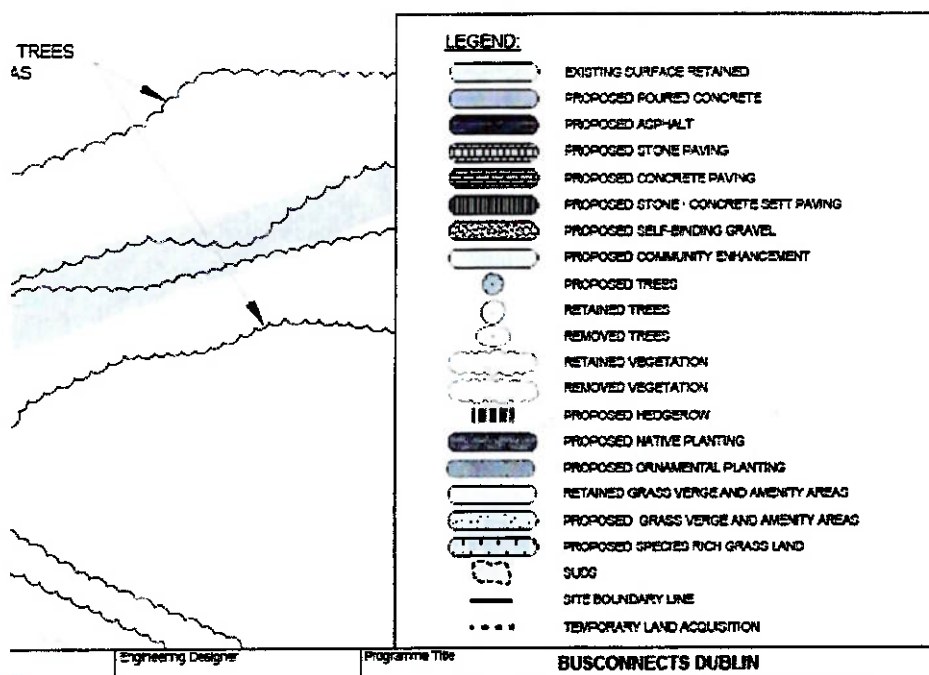 TREES
AS
LEGEND:
EXISTING SURFACE RETAINED
PROPOSED POURED CONCRETE
PROPOSED ASPHALT
PROPOSED STONE PAVING
PROPOSED CONCRETE PAVING
PROPOSED STONE · CONCRETE SETT PAVING
PROPOSED SELF-BINDING GRAVEL
PROPOSED COMMUNITY ENHANCEMENT
PROPOSED TREES
RETAINED TREES
REMOVED TREES
RETAINED VEGETATION
REMOVED VEGETATION
PROPOSED HEDGEROW
PROPOSED NATIVE PLANTING
PROPOSED ORNAMENTAL PLANTING
RETAINED GRASS VERGE AND AMENITY AREAS
PROPOSED GRASS VERGE AND AMENITY AREAS
PROPOSED SPECIES RICH GRASS LAND
SUDS
SITE BOUNDARY LINE
TEMPORARY LAND ACQUISITION
Engineering Designer
Programme Title
BUSCONNECTS DUBLIN